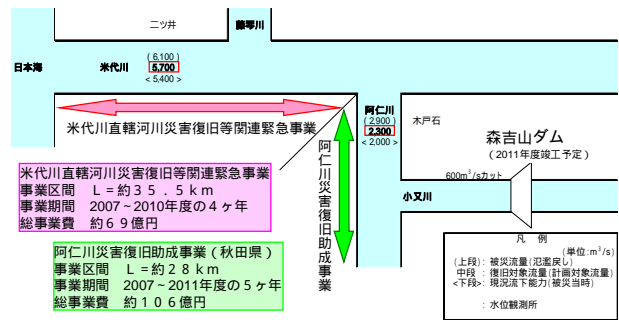 二ツ井
藤琴川
日本海
米代川
(6,100)
5,700
<5,400>
阿仁川
(2,900)
2,300
<2,000>
木戸石
森吉山ダム
(2011年度竣工予定)
600m³/sカット
小又川
米代川直轄河川災害復旧等関連緊急事業
阿仁川災害復旧助成事業
米代川直轄河川災害復旧等関連緊急事業
事業区間 L=約35.5km
事業期間 2007~2010年度の4ヶ年
総事業費 約69億円
阿仁川災害復旧助成事業(秋田県)
事業区間 L=約28km
事業期間 2007~2011年度の5ヶ年
総事業費 約106億円
凡 例
(単位:m³/s)
(上段): 被災流量(氾濫戻し)
中段 : 復旧対象流量(計画対象流量)
<下段>: 現況流下能力(被災当時)
: 水位観測所